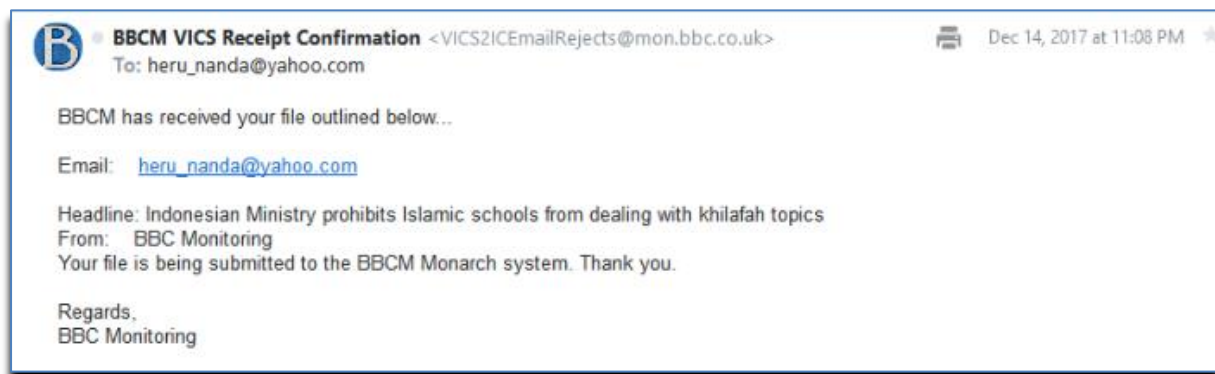 B
BBCM VICS Receipt Confirmation <VICS2ICEmailRejects@mon.bbc.co.uk> Dec 14, 2017 at 11:08 PM
To: heru_nanda@yahoo.com
BBCM has received your file outlined below...
Email: heru_nanda@yahoo.com
Headline: Indonesian Ministry prohibits Islamic schools from dealing with khilafah topics
From: BBC Monitoring
Your file is being submitted to the BBCM Monarch system. Thank you.
Regards,
BBC Monitoring